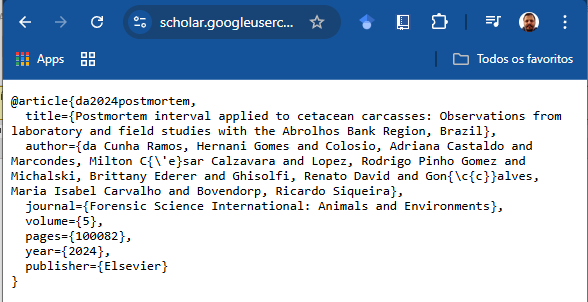 scholar.googleuserc...
Apps
Todos os favoritos
@article{da2024postmortem,
  title={Postmortem interval applied to cetacean carcasses: Observations from
laboratory and field studies with the Abrolhos Bank Region, Brazil},
  author={da Cunha Ramos, Hernani Gomes and Colosio, Adriana Castaldo and
Marcondes, Milton C{\'e}sar Calzavara and Lopez, Rodrigo Pinho Gomez and
Michalski, Brittany Ederer and Ghisolfi, Renato David and Gon{\c{c}}alves,
Maria Isabel Carvalho and Bovendorp, Ricardo Siqueira},
  journal={Forensic Science International: Animals and Environments},
  volume={5},
  pages={100082},
  year={2024},
  publisher={Elsevier}
}